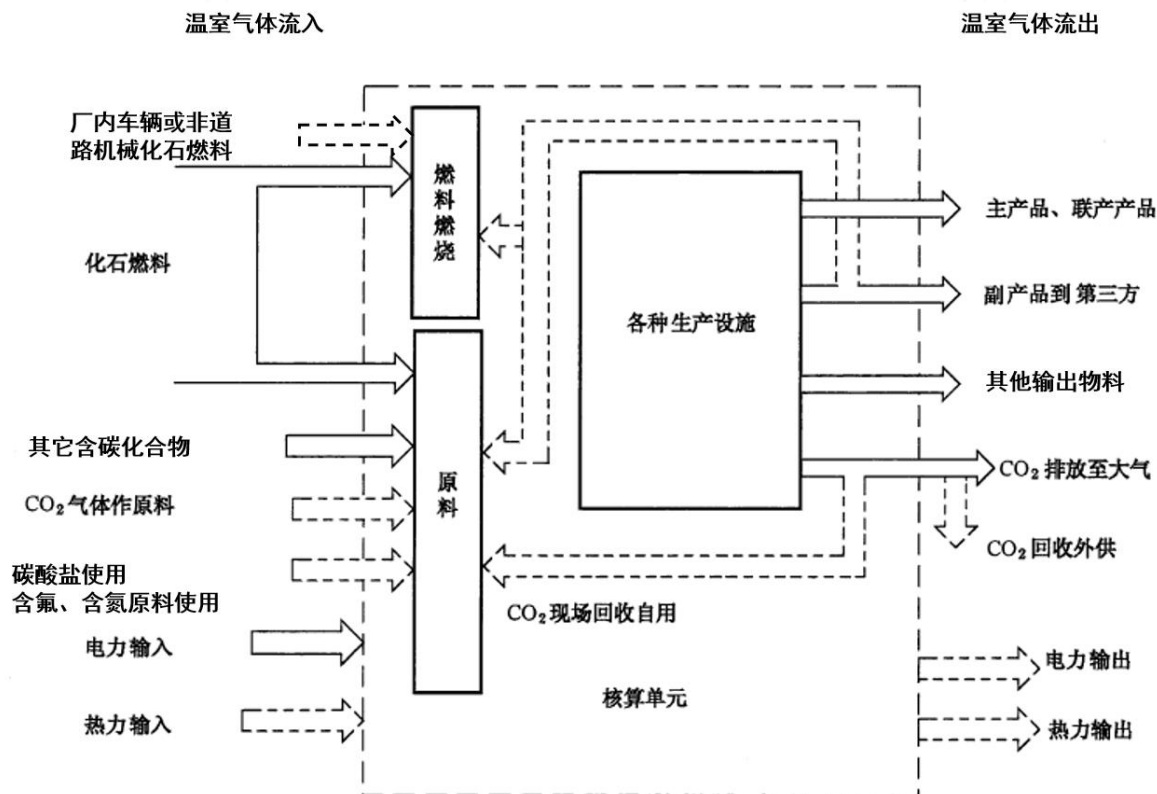 温室气体流入
温室气体流出
厂内车辆或非道
路机械化石燃料
化石燃料
其它含碳化合物
CO₂气体作原料
碳酸盐使用
含氟、含氮原料使用
电力输入
热力输入
燃料燃烧
原料
各种生产设施
CO₂现场回收自用
核算单元
主产品、联产产品
副产品到第三方
其他输出物料
CO₂排放至大气
CO₂回收外供
电力输出
热力输出